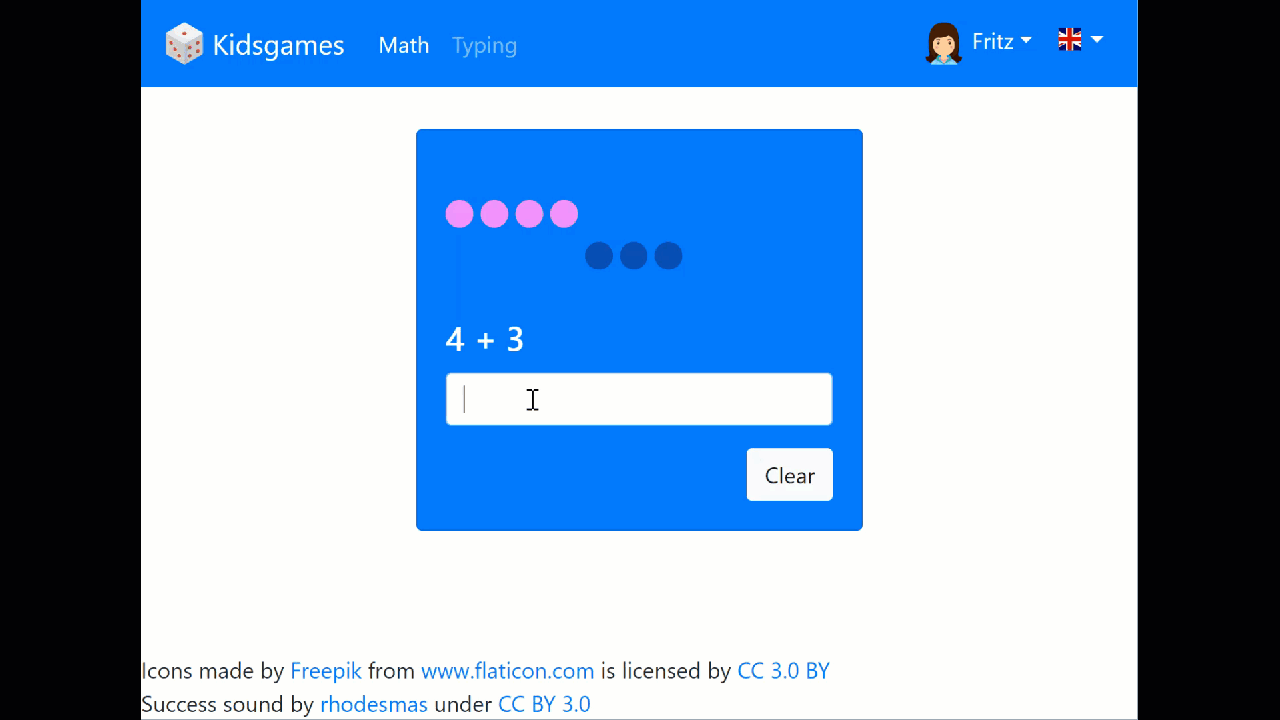 Kidsgames Math Typing Fritz
4 + 3
Clear
Icons made by Freepik from www.flaticon.com is licensed by CC 3.0 BY
Success sound by rhodesmas under CC BY 3.0